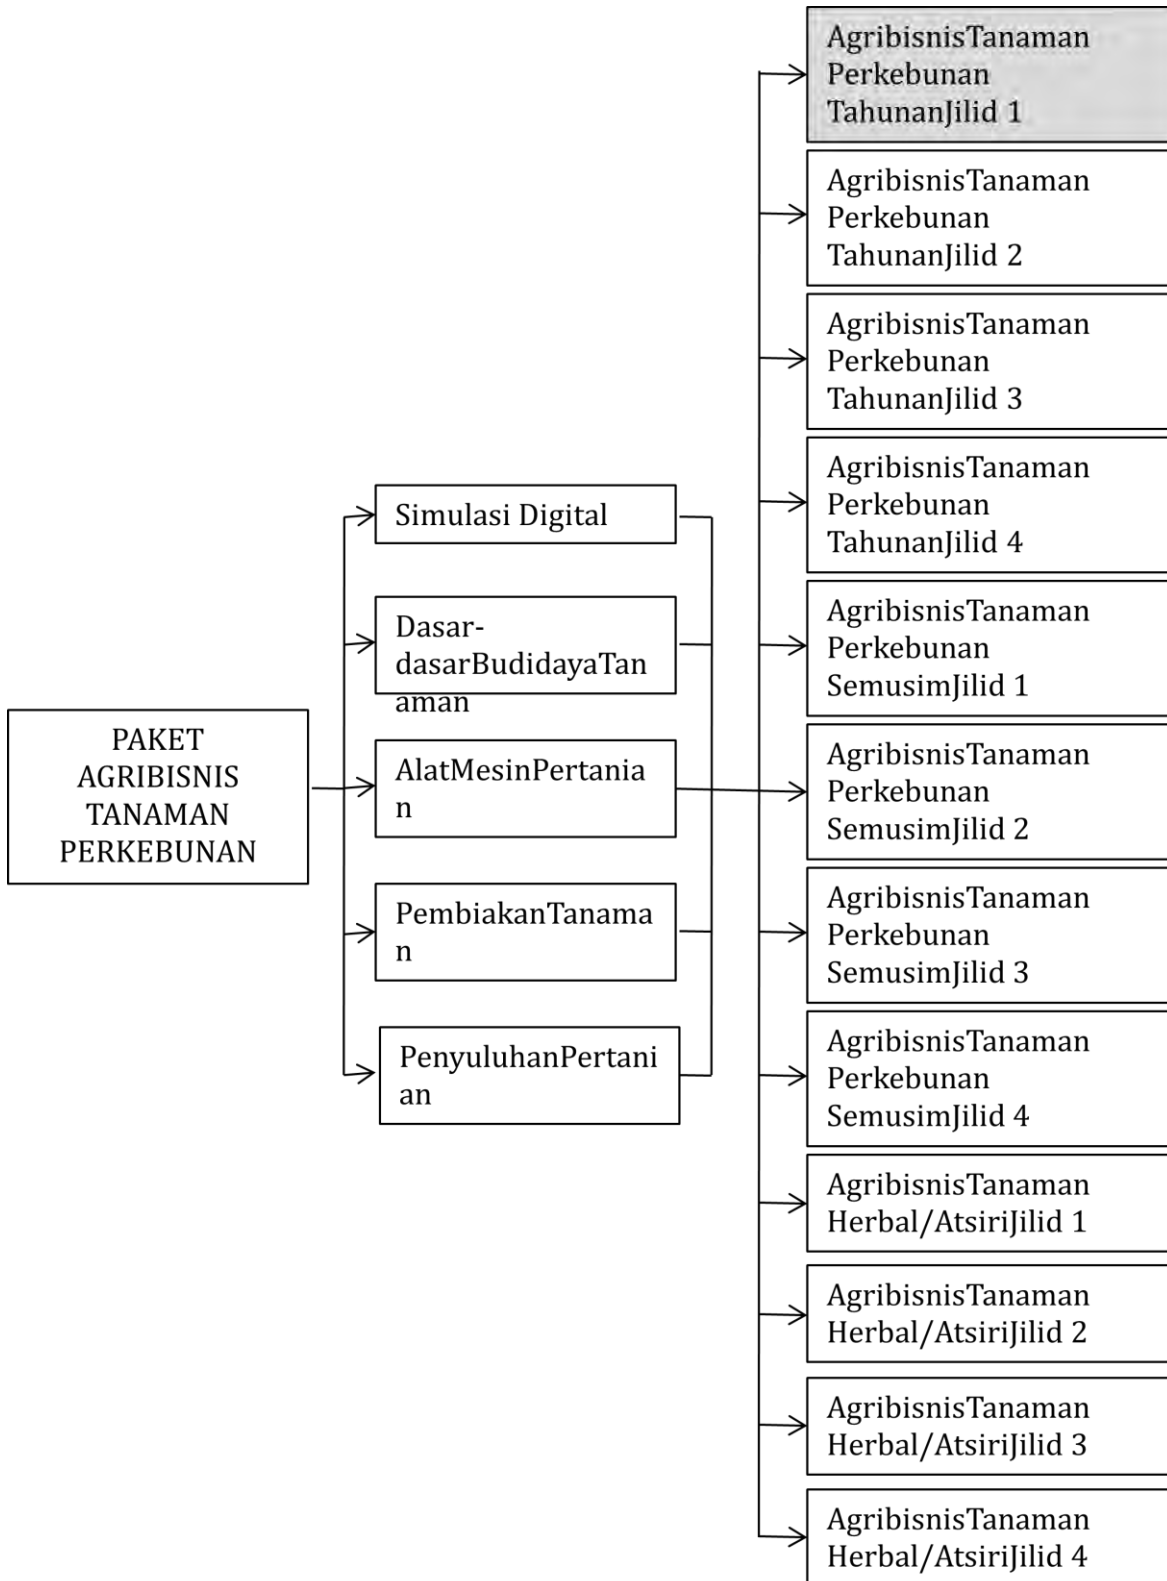 PAKET
AGRIBISNIS
TANAMAN
PERKEBUNAN
Simulasi Digital
Dasar-
dasarBudidayaTan
aman
AlatMesinPertania
n
PembiakanTanama
n
PenyuluhanPertani
an
AgribisnisTanaman
Perkebunan
TahunanJilid 1
AgribisnisTanaman
Perkebunan
TahunanJilid 2
AgribisnisTanaman
Perkebunan
TahunanJilid 3
AgribisnisTanaman
Perkebunan
TahunanJilid 4
AgribisnisTanaman
Perkebunan
SemusimJilid 1
AgribisnisTanaman
Perkebunan
SemusimJilid 2
AgribisnisTanaman
Perkebunan
SemusimJilid 3
AgribisnisTanaman
Perkebunan
SemusimJilid 4
AgribisnisTanaman
Herbal/AtsiriJilid 1
AgribisnisTanaman
Herbal/AtsiriJilid 2
AgribisnisTanaman
Herbal/AtsiriJilid 3
AgribisnisTanaman
Herbal/AtsiriJilid 4